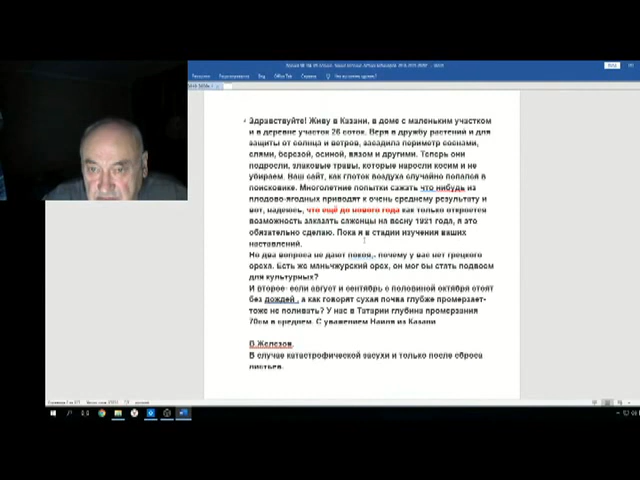 Здравствуйте! Живу в Казани, в доме с маленьким участком
и в деревне участок 26 соток. Веря в дружбу растений и для
защиты от солнца и ветров, засадила периметр соснами,
елями, березой, осиной, вязом и другими. Теперь они
подросли, злаковые травы, которые наросли косим и не
убираем. Ваш сайт, как глоток воздуха случайно попался в
поисковике. Многолетние попытки сажать что нибудь из
плодово-ягодных приводят к очень среднему результату и
вот, надеясь, что ещё до нового года как только откроется
возможность заказать саженцы на весну 1921 года, я это
обязательно сделаю. Пока я в стадии изучения ваших
наставлений.
Но два вопроса не дают покоя,- почему у вас нет грецкого
ореха. Есть же маньчжурский орех, он мог бы стать подвоем
для культурных?
И второе- если август и сентябрь с половиной октября стоят
без дождей , а как говорят сухая почва глубже промерзает-
тоже не поливать? У нас в Татарии глубина промерзания
70см в среднем. С уважением Наиля из Казани
В Железов.
В случае катастрофической засухи и только после сброса
листьев.